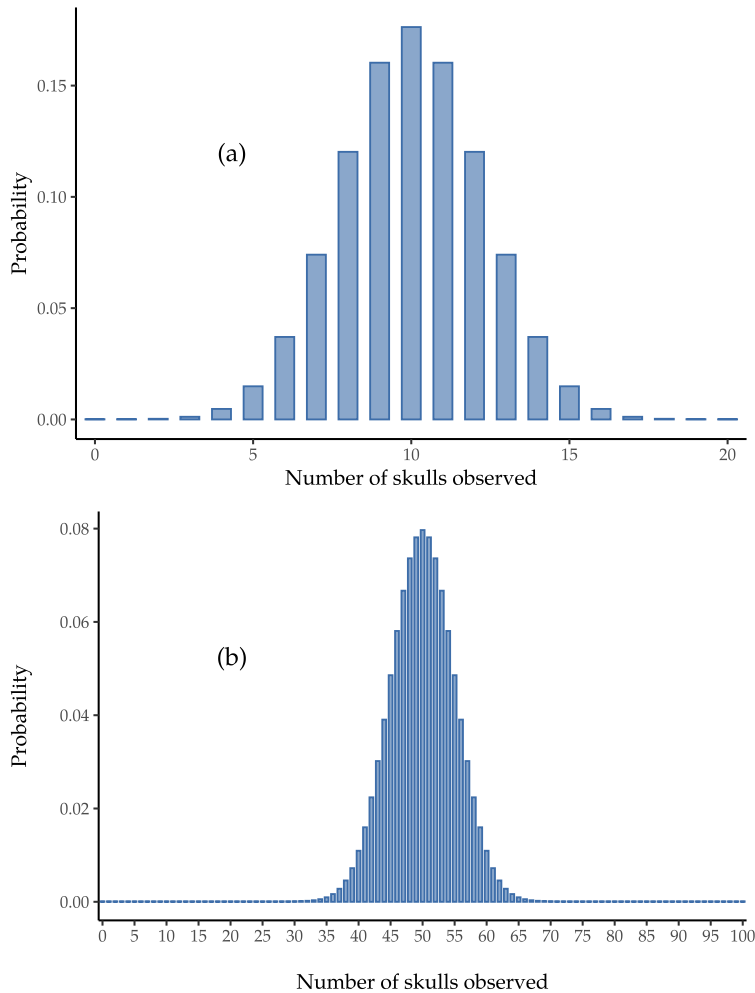 (a)
Probability
0.15
0.10
0.05
0.00
0 5 10 15 20
Number of skulls observed
(b)
Probability
0.08
0.06
0.04
0.02
0.00
0 5 10 15 20 25 30 35 40 45 50 55 60 65 70 75 80 85 90 95 100
Number of skulls observed